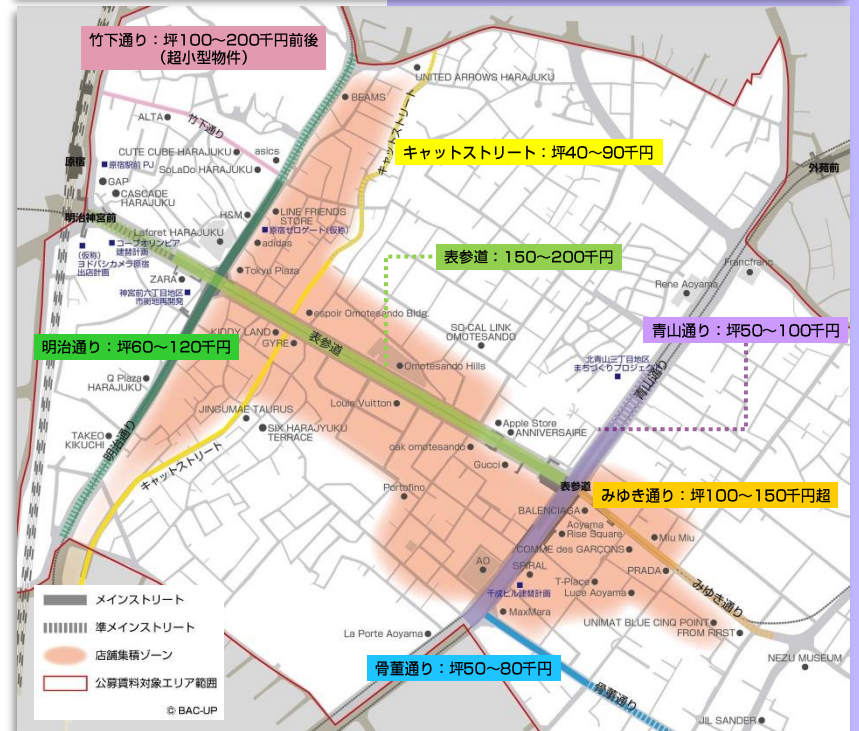 竹下通り：坪100～200千円前後
（超小型物件）
UNITED ARROWS HARAJUKU
BEAMS
ALTA
竹下通り
キャットストリート
キャットストリート：坪40～90千円
原宿
CUTE CUBE HARAJUKU
asics
原宿駅前 PJ
SoLaDo HARAJUKU
外苑前
GAP
CASCADE
HARAJUKU
明治神宮前
H&M
LINE FRIENDS
STORE
Laforet HARAJUKU
原宿ゼロゲート(仮称)
コープオリンピア
建替計画
adidas
(仮称)
ヨドバシカメラ原宿
出店計画
表参道：150～200千円
Francfranc
ZARA
Tokyu Plaza
Rene Aoyama
神宮前六丁目地区
市街地再開発
espoir Omotesando Bldg.
青山通り：坪50～100千円
KIDDY LAND
GYRE
SO-CAL LINK
OMOTESANDO
明治通り：坪60～120千円
表参道
北青山三丁目地区
まちづくりプロジェクト
Omotesando Hills
青山通り
Q Plaza
HARAJUKU
Louis Vuitton
JINGUMAE TAURUS
SIX HARAJYUKU
TERRACE
Apple Store
ANNIVERSAIRE
TAKEO
KIKUCHI
明治通り
oak omotesando
キャットストリート
Gucci
Portofino
表参道
みゆき通り：坪100～150千円超
BALENCIAGA
Aoyama
Rise Square
Miu Miu
COMME des GARÇONS
AO
SPIRAL
PRADA
T-Place
千成ビル建替計画
Luca Aoyama
みゆき通り
MaxMara
UNIMAT BLUE CINQ POINT
FROM FIRST
La Porte Aoyama
NEZU MUSEUM
骨董通り：坪50～80千円
骨董通り
JIL SANDER
メインストリート
準メインストリート
店舗集積ゾーン
公募賃料対象エリア範囲
© BAC-UP